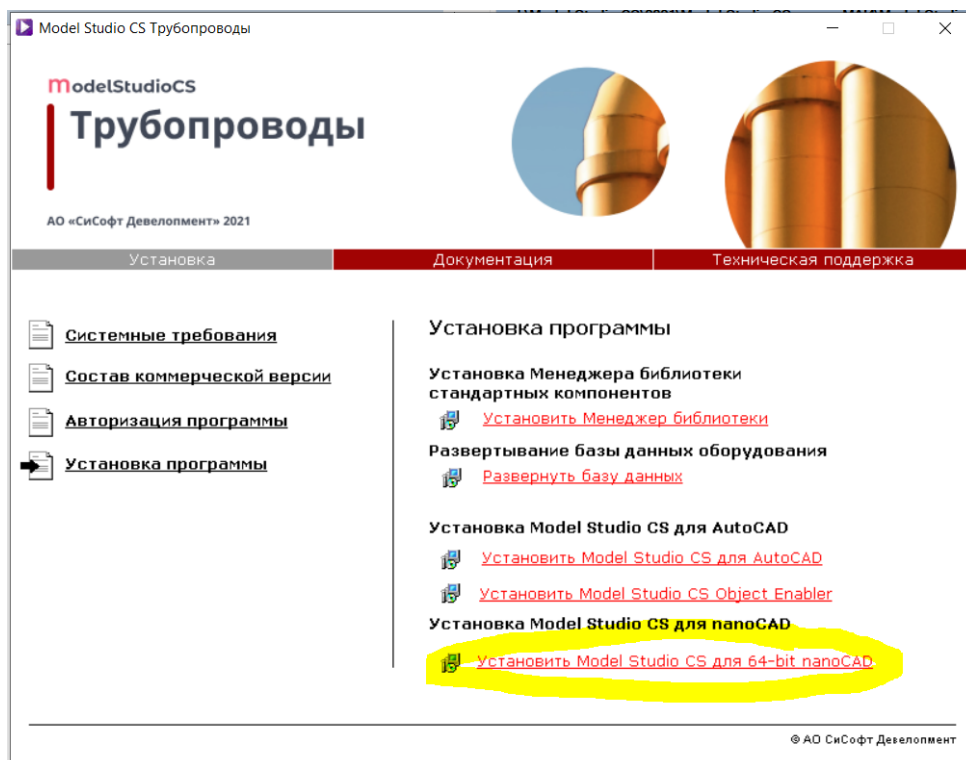 Model Studio CS Трубопроводы
ModelStudioCS
Трубопроводы
АО «СиСофт Девелопмент» 2021
Установка
Документация
Техническая поддержка
Системные требования
Состав коммерческой версии
Авторизация программы
Установка программы
Установка программы
Установка Менеджера библиотеки
стандартных компонентов
Установить Менеджер библиотеки
Развертывание базы данных оборудования
Развернуть базу данных
Установка Model Studio CS для AutoCAD
Установить Model Studio CS для AutoCAD
Установить Model Studio CS Object Enabler
Установка Model Studio CS для nanoCAD
Установить Model Studio CS для 64-bit nanoCAD
© АО СиСофт Девелопмент